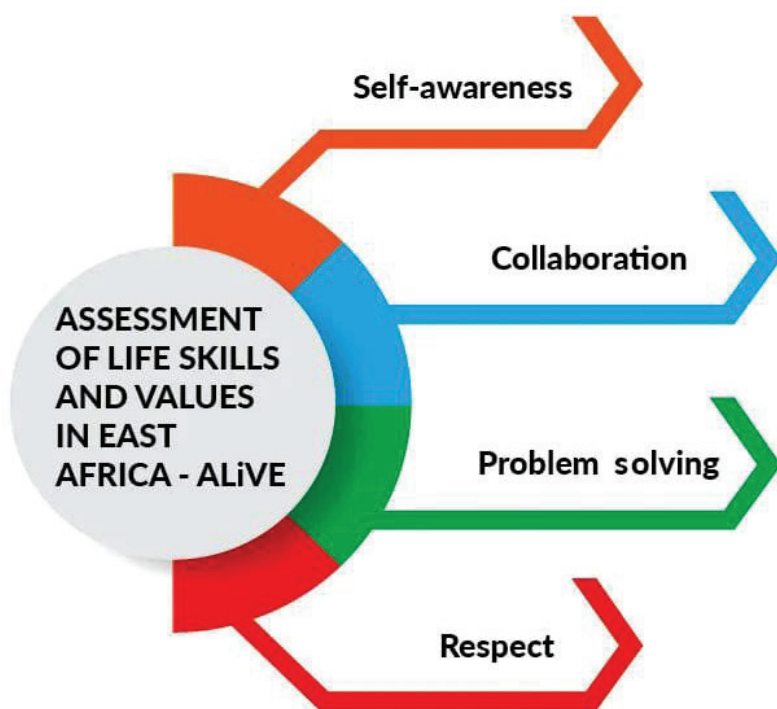 Self-awareness
Collaboration
ASSESSMENT
OF LIFE SKILLS
AND VALUES
IN EAST
AFRICA - ALiVE
Problem solving
Respect